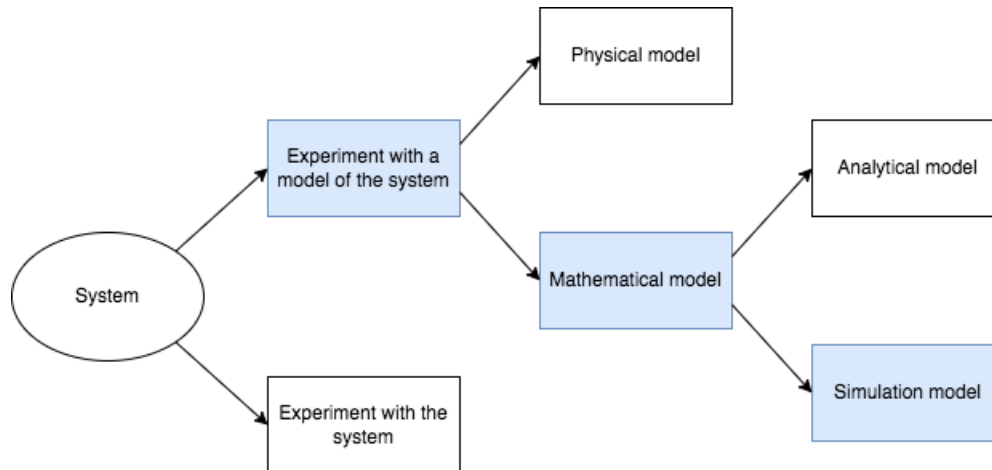 Physical model
Experiment with a
model of the system
Analytical model
System
Mathematical model
Experiment with the
system
Simulation model